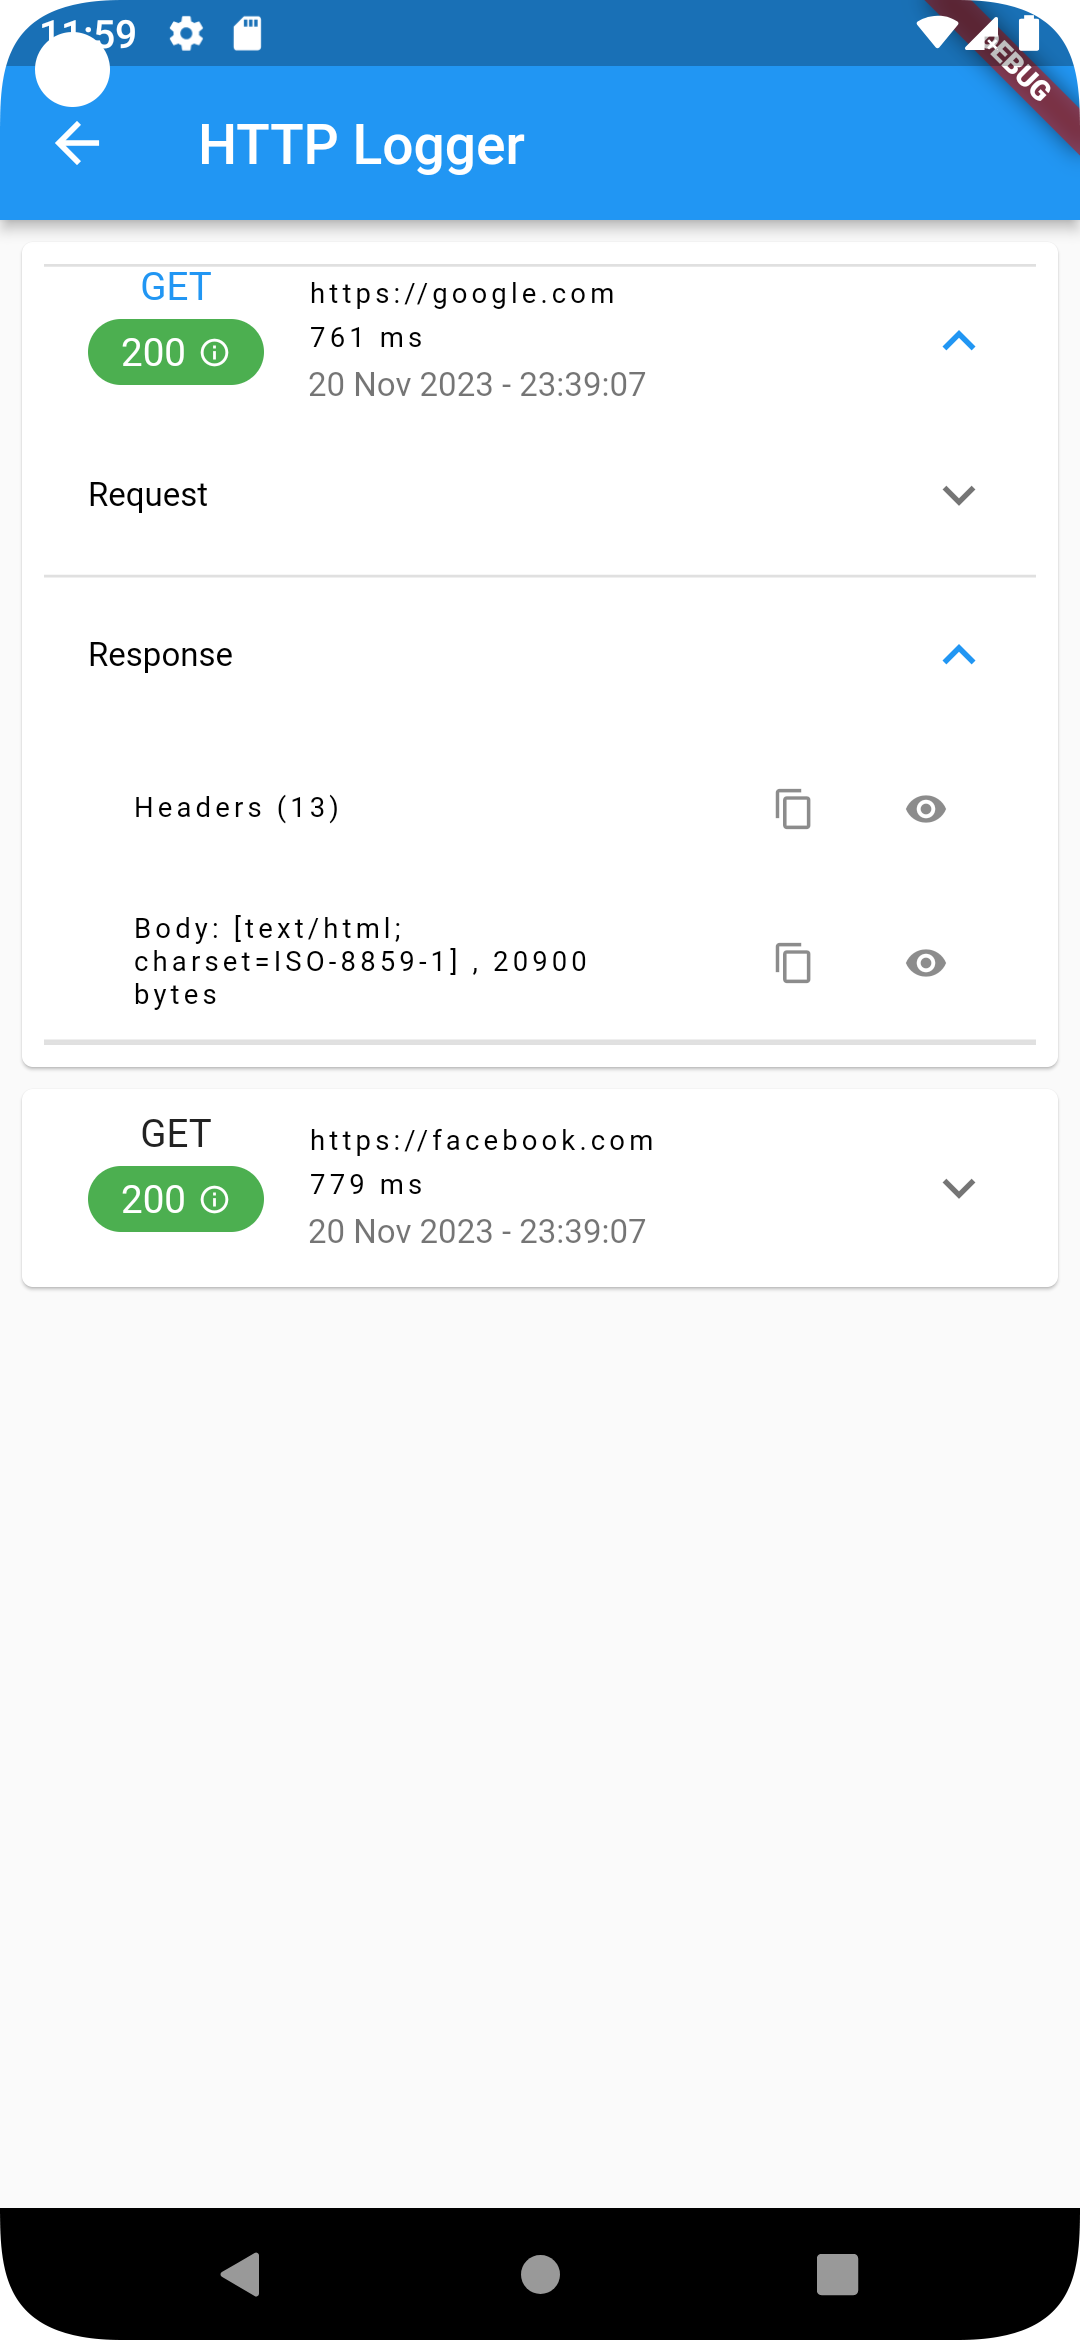 11:59
DEBUG
HTTP Logger
GET
https://google.com
200
761 ms
20 Nov 2023 - 23:39:07
Request
Response
Headers (13)
Body: [text/html;
charset=ISO-8859-1] , 20900
bytes
GET
https://facebook.com
200
779 ms
20 Nov 2023 - 23:39:07